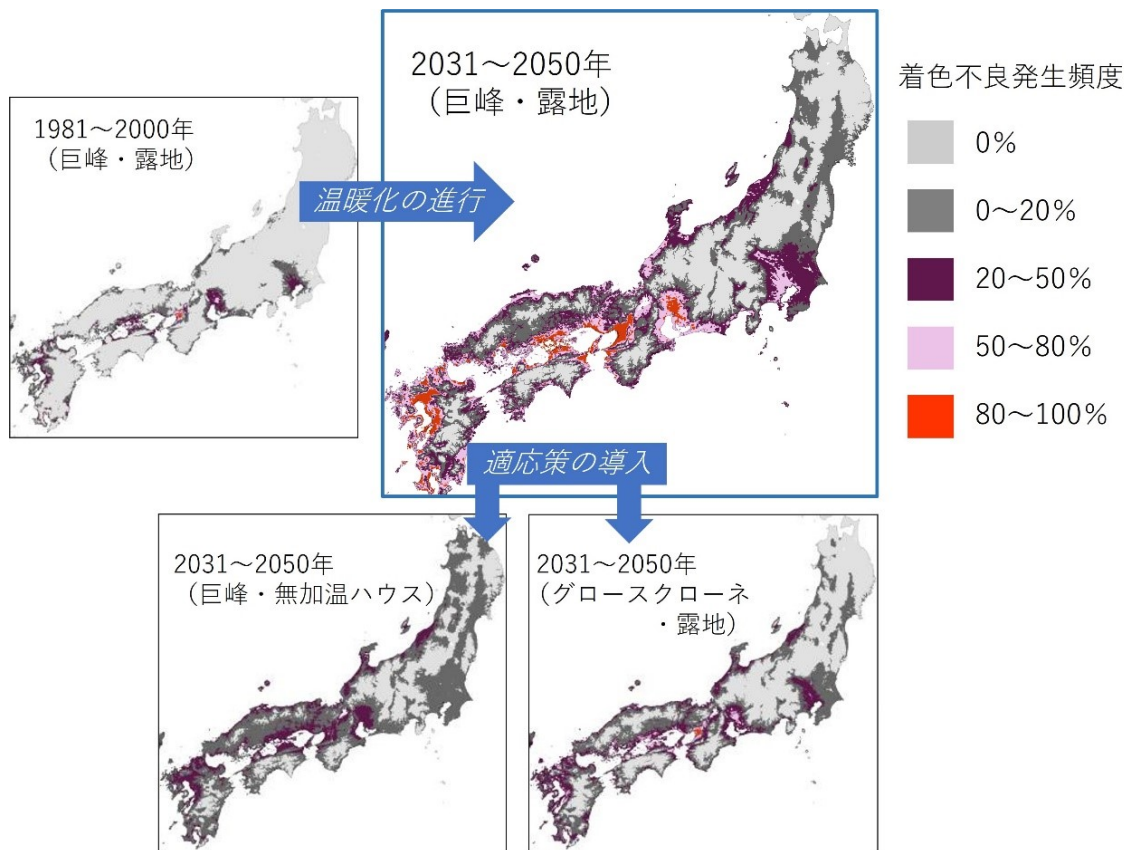 1981～2000年
（巨峰・露地）
温暖化の進行
2031～2050年
（巨峰・露地）
着色不良発生頻度
0%
0～20%
20～50%
50～80%
80～100%
適応策の導入
2031～2050年
（巨峰・無加温ハウス）
2031～2050年
（グロースクローネ
・露地）